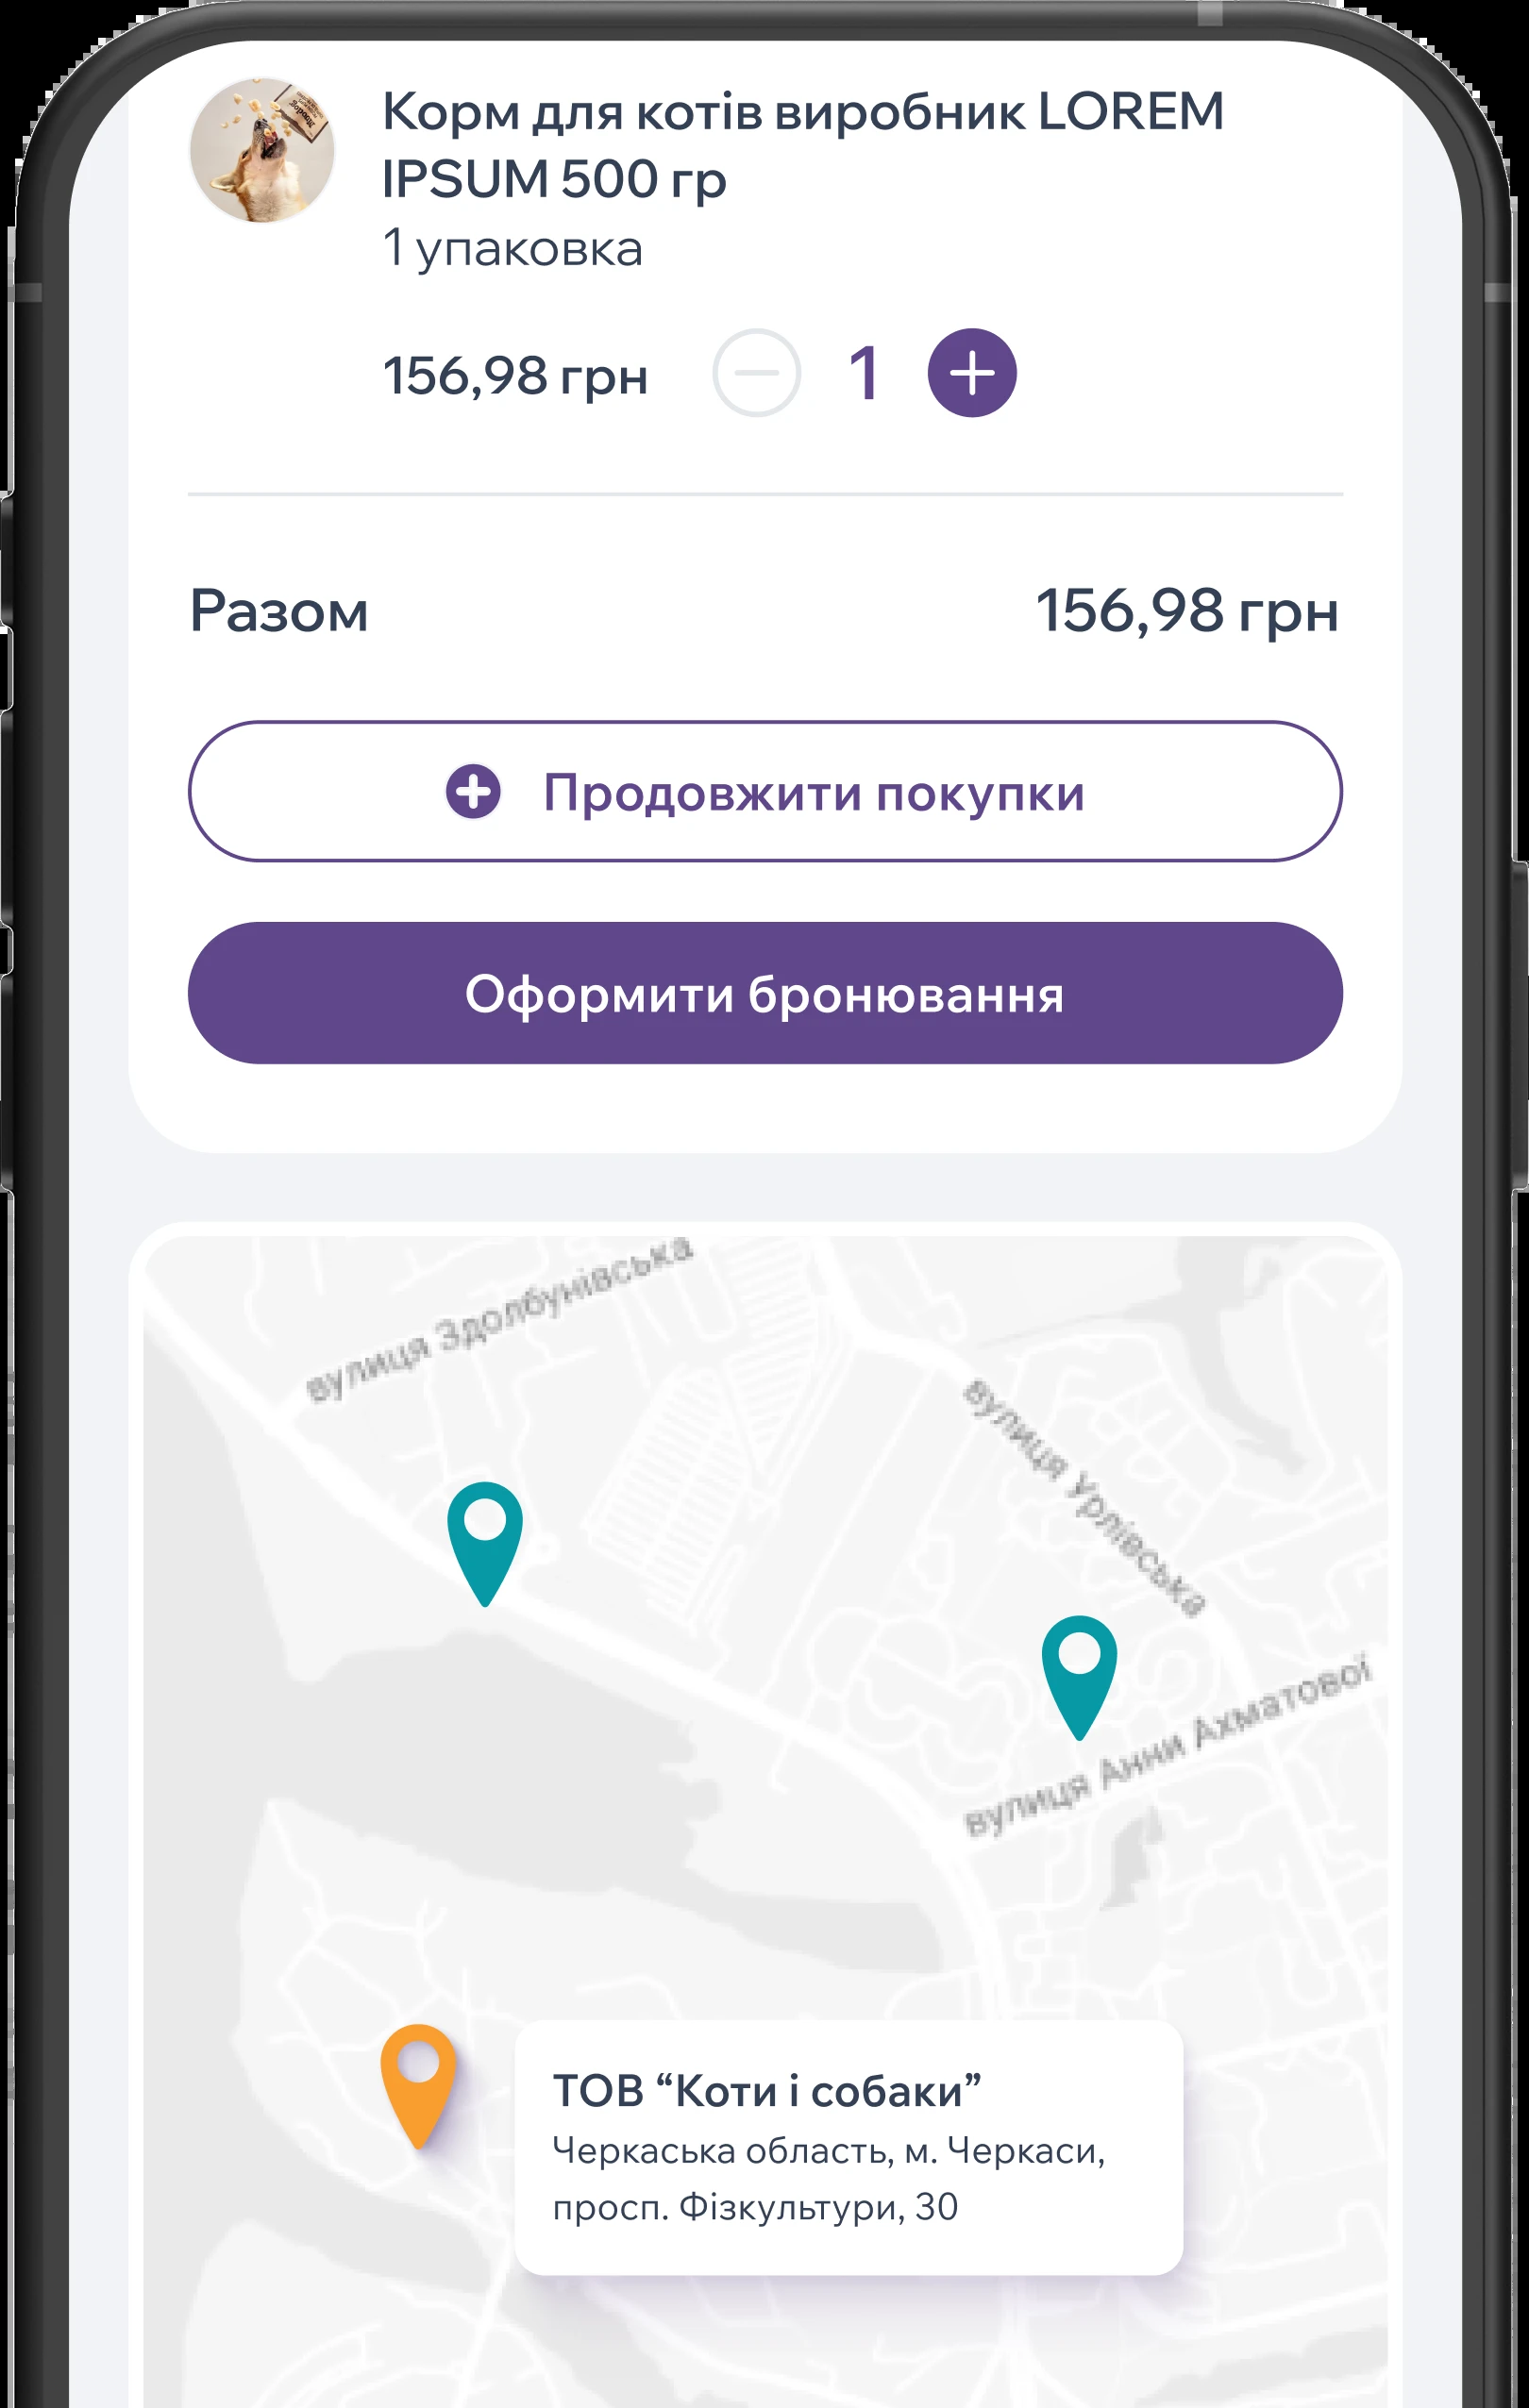 Корм для котів виробник LOREM
IPSUM 500 гр
1 упаковка
156,98 грн
1
Разом
156,98 грн
Продовжити покупки
Оформити бронювання
вулиця Здолбунівська
вулиця Урлівська
вулиця Анни Ахматової
ТОВ “Коти і собаки”
Черкаська область, м. Черкаси,
просп. Фізкультури, 30